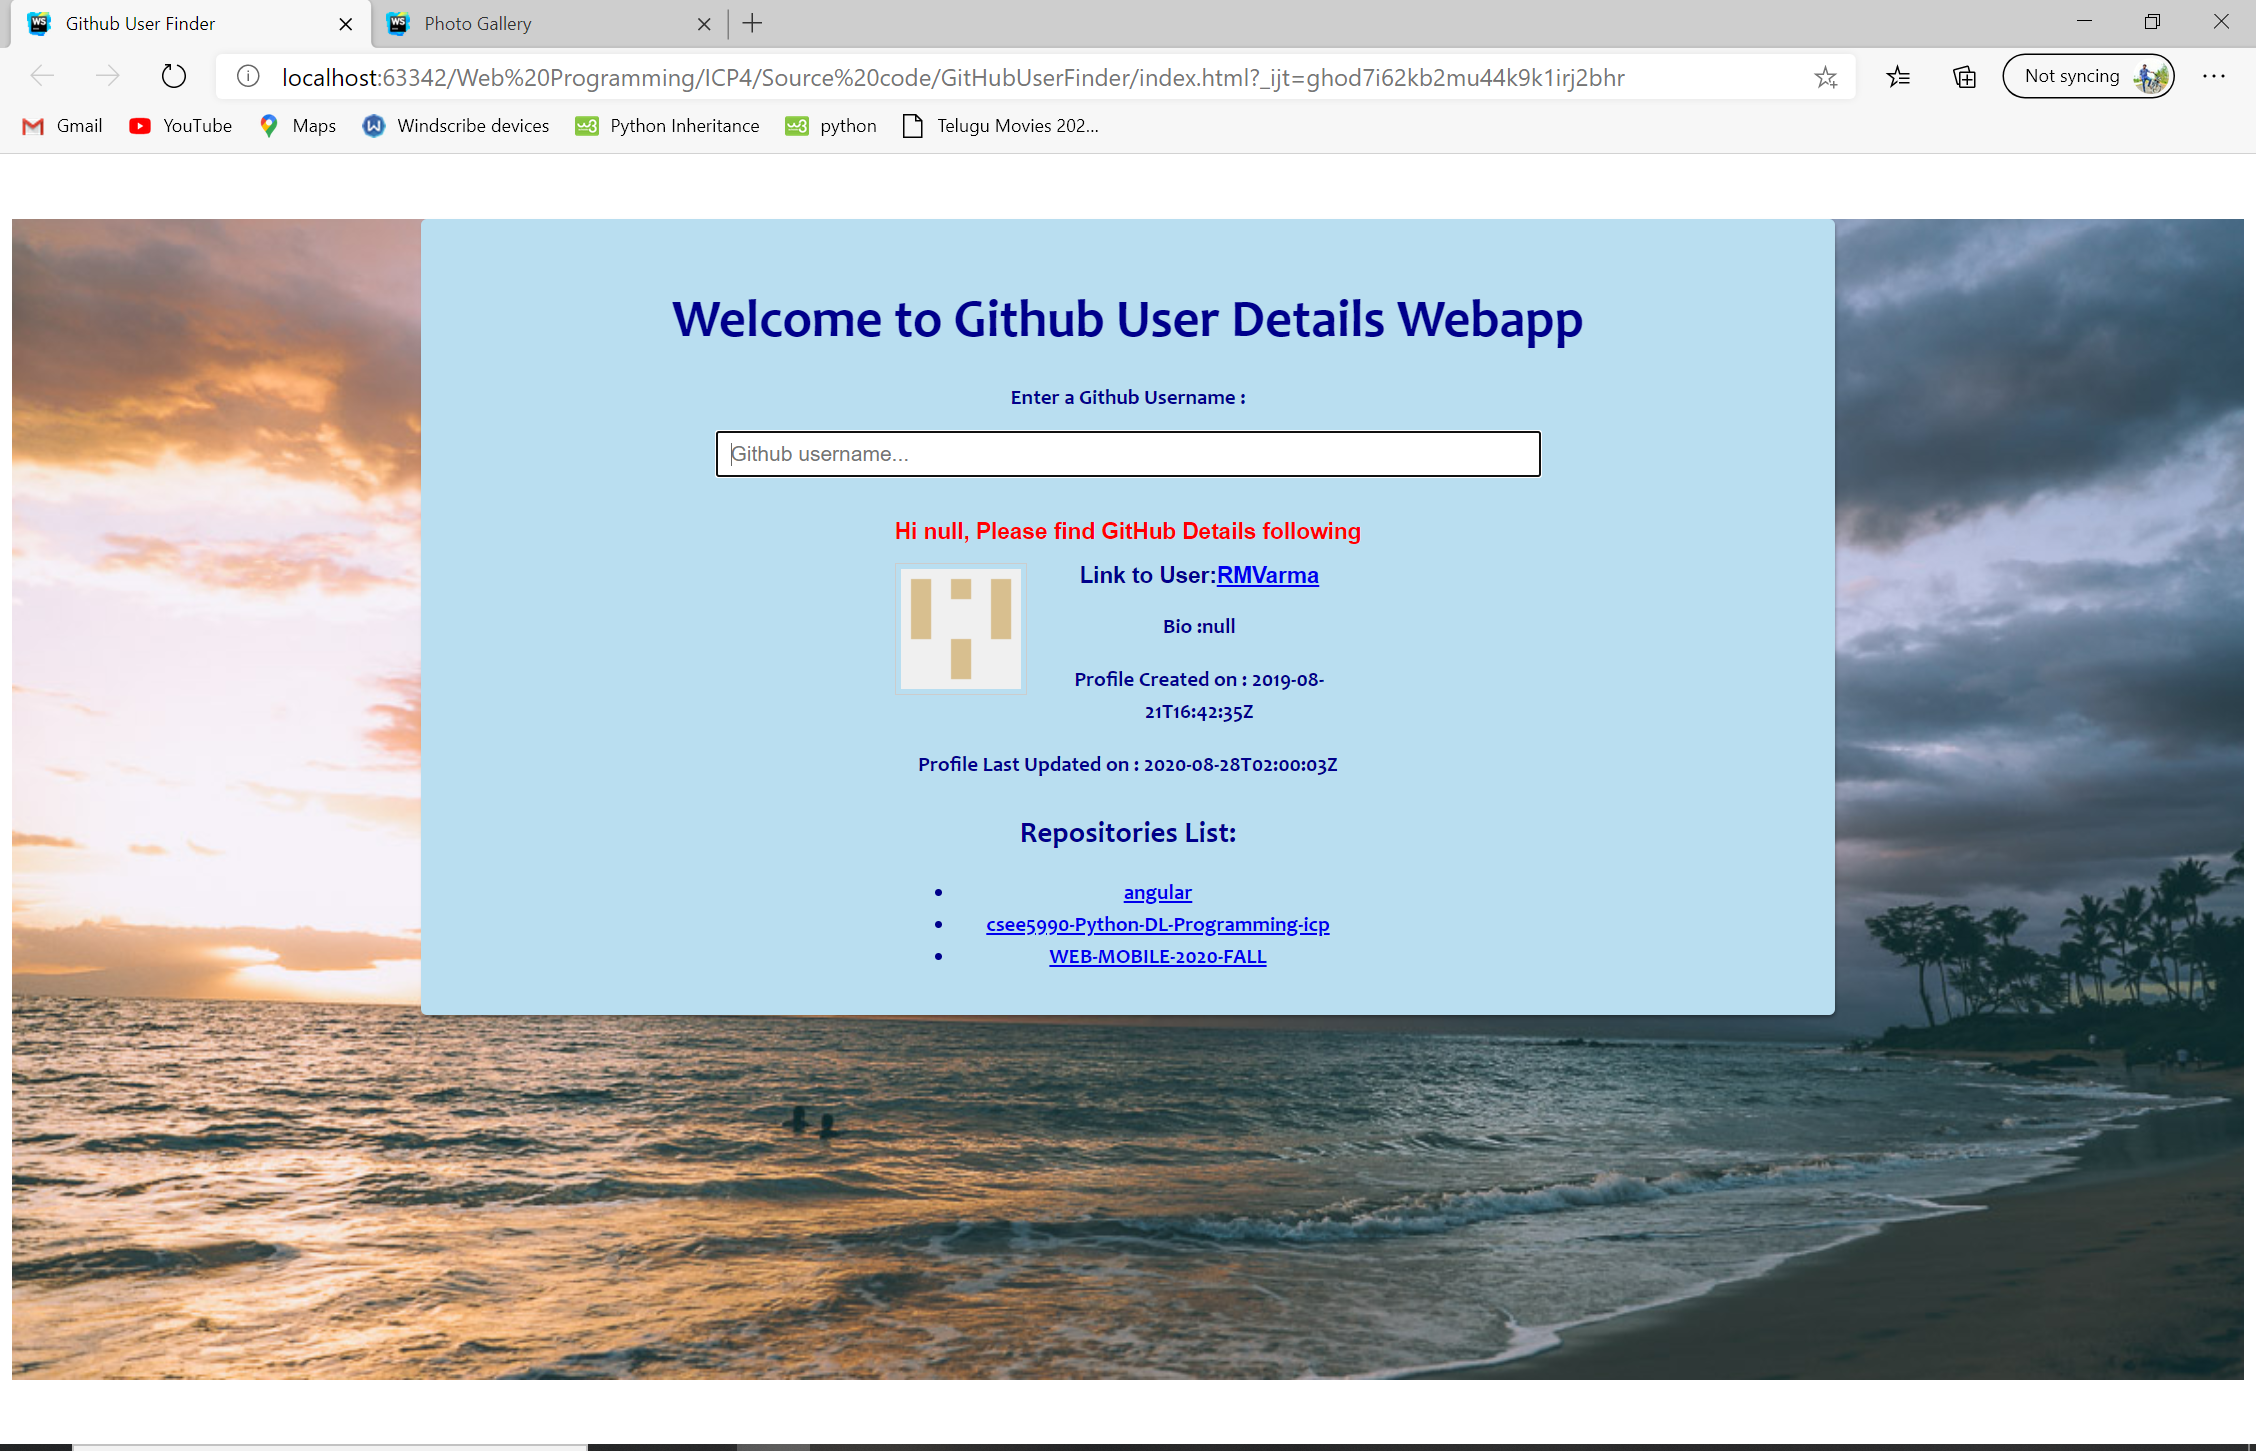 Github User Finder
Photo Gallery
localhost:63342/Web%20Programming/ICP4/Source%20code/GitHubUserFinder/index.html?_ijt=ghod7i62kb2mu44k9k1irj2bhr
Not syncing
Gmail YouTube Maps Windscribe devices Python Inheritance python Telugu Movies 202...
Welcome to Github User Details Webapp
Enter a Github Username :
Github username...
Hi null, Please find GitHub Details following
Link to User:RMVarma
Bio :null
Profile Created on : 2019-08-
21T16:42:35Z
Profile Last Updated on : 2020-08-28T02:00:03Z
Repositories List:
• angular
• csee5990-Python-DL-Programming-icp
• WEB-MOBILE-2020-FALL